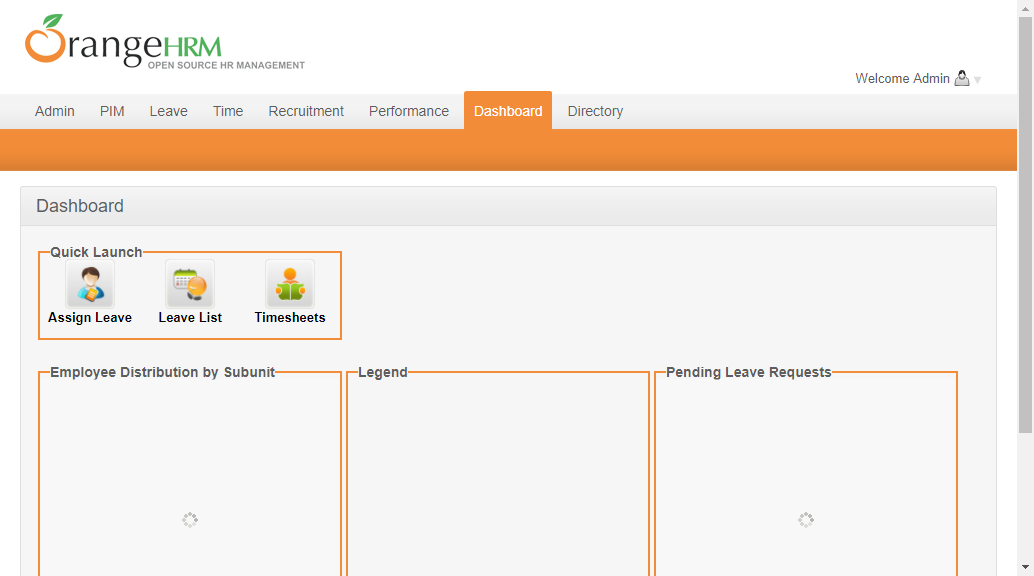 OrangeHRM
OPEN SOURCE HR MANAGEMENT
Welcome Admin
Admin PIM Leave Time Recruitment Performance Dashboard Directory
Dashboard
Quick Launch
Assign Leave Leave List Timesheets
Employee Distribution by Subunit Legend Pending Leave Requests